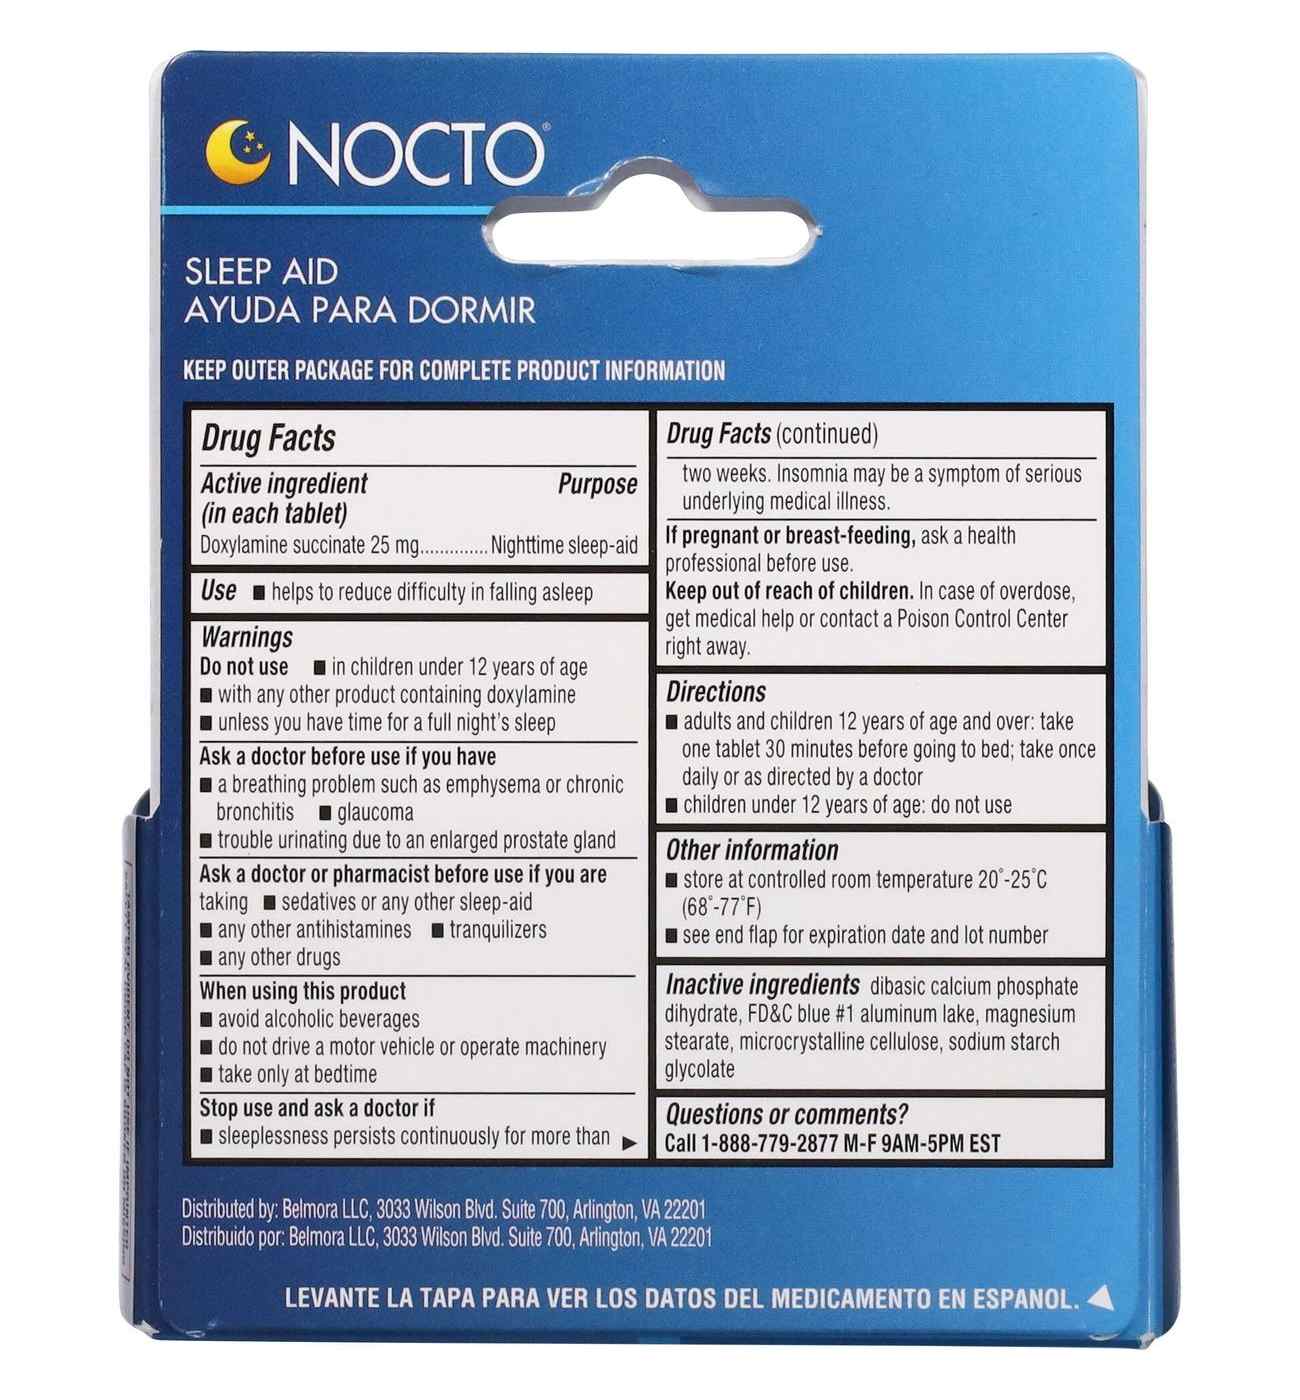 NOCTO®
SLEEP AID
AYUDA PARA DORMIR
KEEP OUTER PACKAGE FOR COMPLETE PRODUCT INFORMATION
Drug Facts
Active ingredient Purpose
(in each tablet)
Doxylamine succinate 25 mg.............. Nighttime sleep-aid
Use ■ helps to reduce difficulty in falling asleep
Warnings
Do not use ■ in children under 12 years of age
■ with any other product containing doxylamine
■ unless you have time for a full night's sleep
Ask a doctor before use if you have
■ a breathing problem such as emphysema or chronic
bronchitis ■ glaucoma
■ trouble urinating due to an enlarged prostate gland
Ask a doctor or pharmacist before use if you are
taking ■ sedatives or any other sleep-aid
■ any other antihistamines ■ tranquilizers
■ any other drugs
When using this product
■ avoid alcoholic beverages
■ do not drive a motor vehicle or operate machinery
■ take only at bedtime
Stop use and ask a doctor if
■ sleeplessness persists continuously for more than ▶
Drug Facts (continued)
two weeks. Insomnia may be a symptom of serious
underlying medical illness.
If pregnant or breast-feeding, ask a health
professional before use.
Keep out of reach of children. In case of overdose,
get medical help or contact a Poison Control Center
right away.
Directions
■ adults and children 12 years of age and over: take
one tablet 30 minutes before going to bed; take once
daily or as directed by a doctor
■ children under 12 years of age: do not use
Other information
■ store at controlled room temperature 20˚-25˚C
(68˚-77˚F)
■ see end flap for expiration date and lot number
Inactive ingredients dibasic calcium phosphate
dihydrate, FD&C blue #1 aluminum lake, magnesium
stearate, microcrystalline cellulose, sodium starch
glycolate
Questions or comments?
Call 1-888-779-2877 M-F 9AM-5PM EST
Distributed by: Belmora LLC, 3033 Wilson Blvd. Suite 700, Arlington, VA 22201
Distribuido por: Belmora LLC, 3033 Wilson Blvd. Suite 700, Arlington, VA 22201
LEVANTE LA TAPA PARA VER LOS DATOS DEL MEDICAMENTO EN ESPANOL.